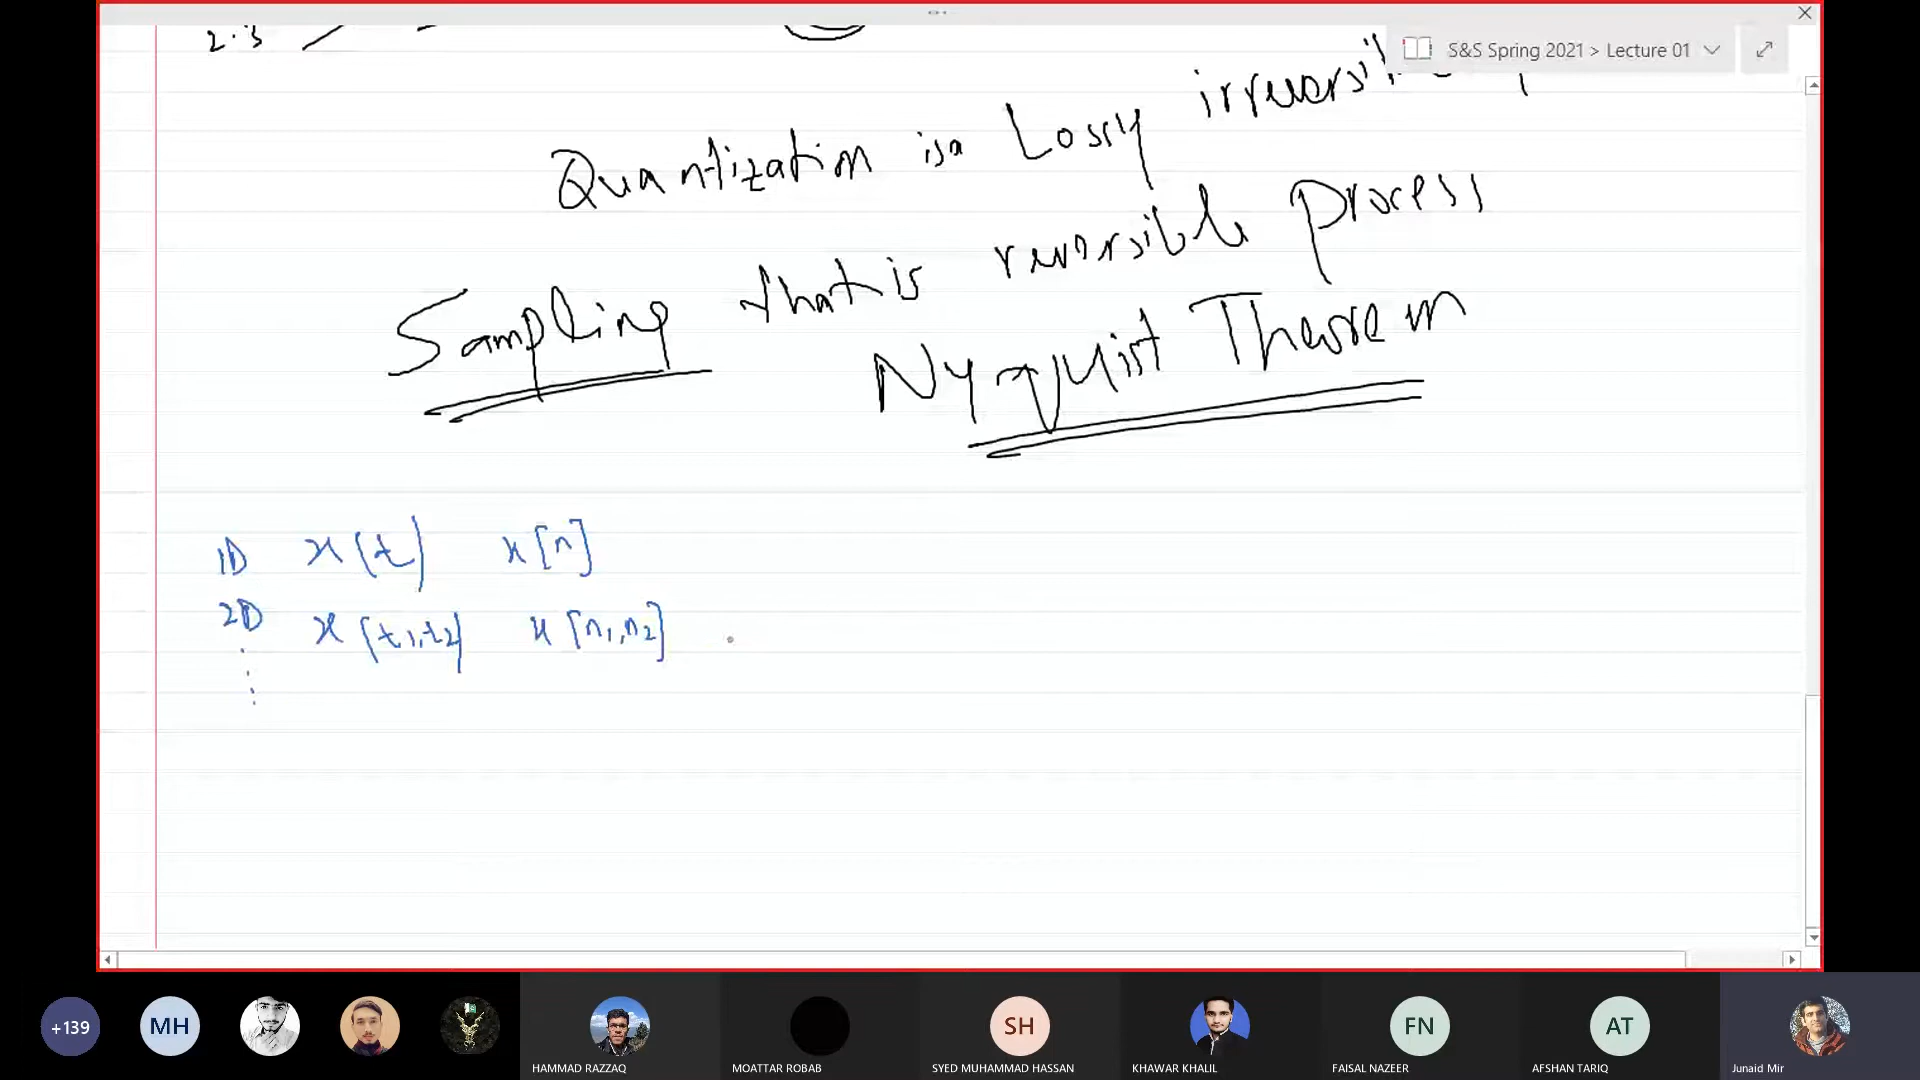 2.3
S&S Spring 2021 > Lecture 01
Quantization is a Lossy
Sampling that is reversible process
Nyquist Theorem
1D x(t) x[n]
2D x(t1,t2) x[n1,n2]
+139
MH
SH
FN
AT
HAMMAD RAZZAQ
MOATTAR ROBAB
SYED MUHAMMAD HASSAN
KHAWAR KHALIL
FAISAL NAZEER
AFSHAN TARIQ
Junaid Mir